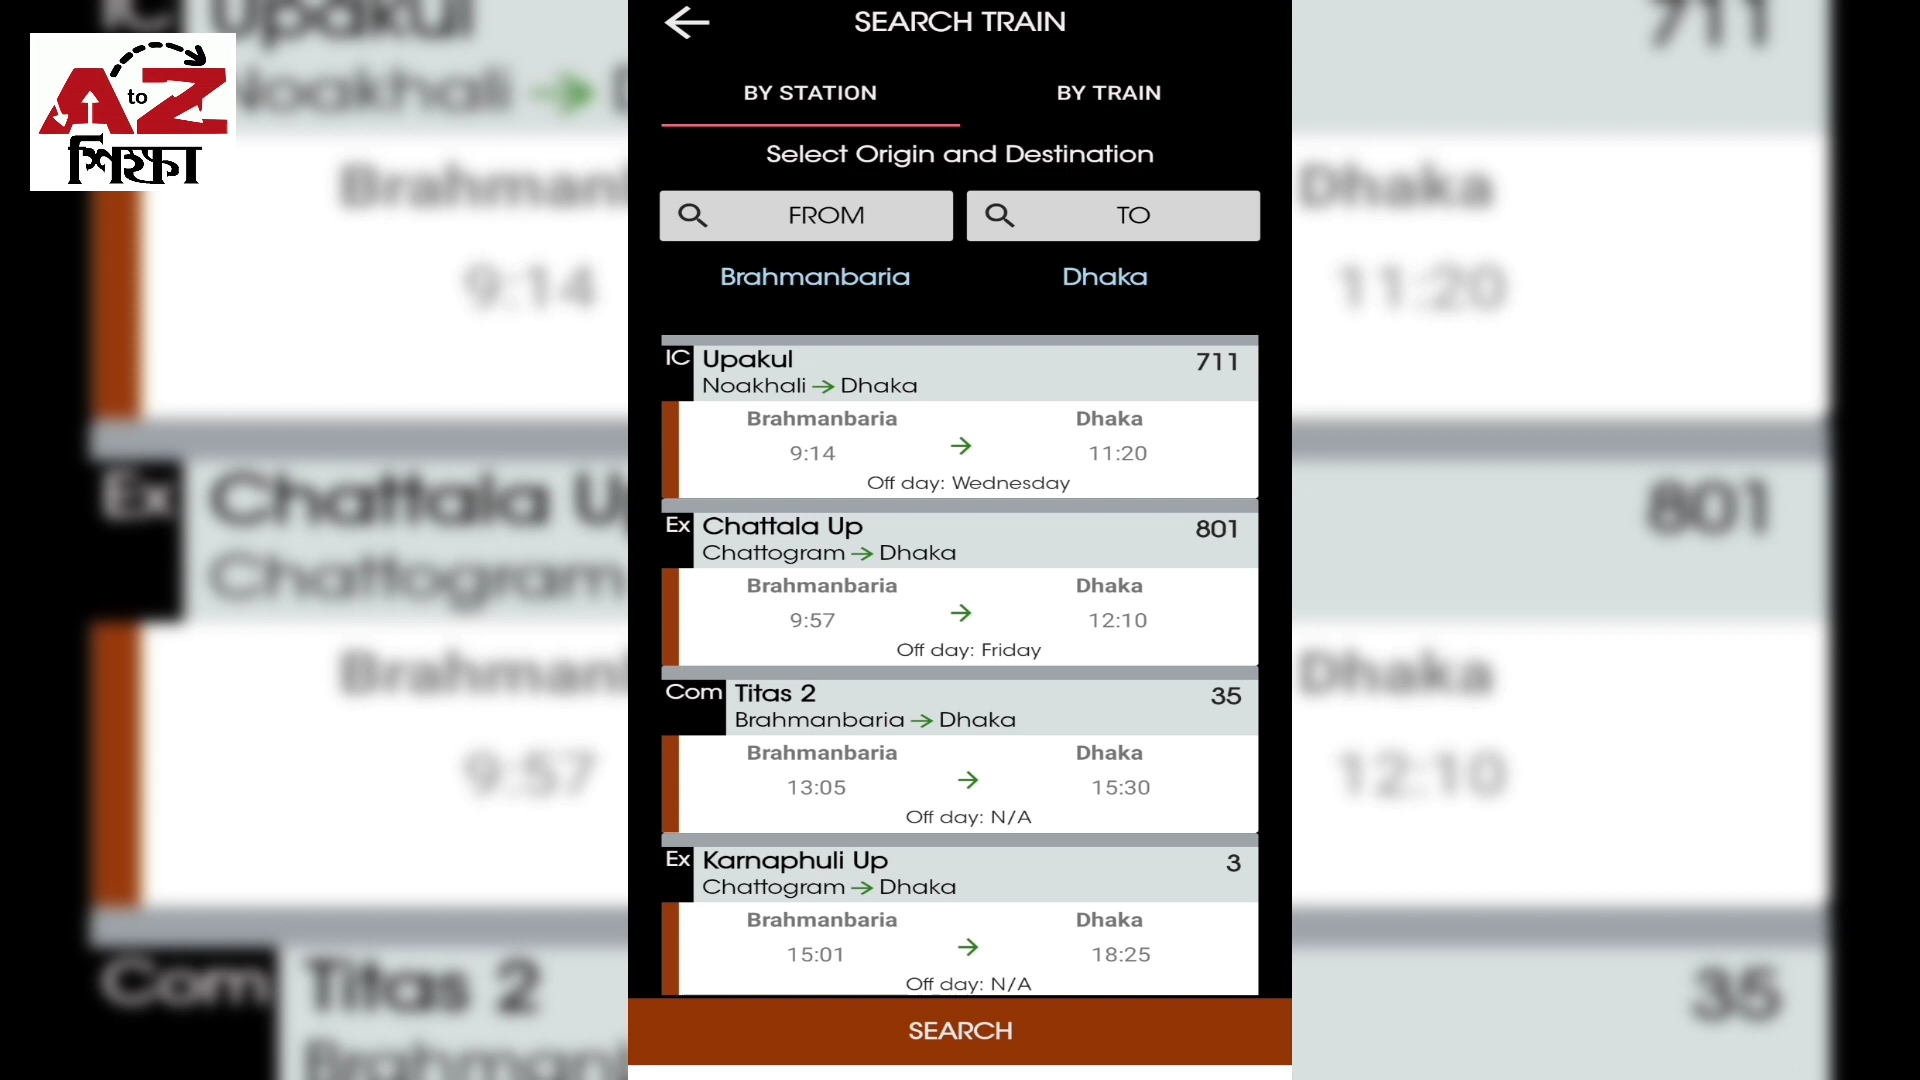 A to Z
শিক্ষা
SEARCH TRAIN
BY STATION BY TRAIN
Select Origin and Destination
FROM TO
Brahmanbaria Dhaka
IC Upakul 711
Noakhali → Dhaka
Brahmanbaria Dhaka
9:14 → 11:20
Off day: Wednesday
Ex Chattala Up 801
Chattogram → Dhaka
Brahmanbaria Dhaka
9:57 → 12:10
Off day: Friday
Com Titas 2 35
Brahmanbaria → Dhaka
Brahmanbaria Dhaka
13:05 → 15:30
Off day: N/A
Ex Karnaphuli Up 3
Chattogram → Dhaka
Brahmanbaria Dhaka
15:01 → 18:25
Off day: N/A
SEARCH